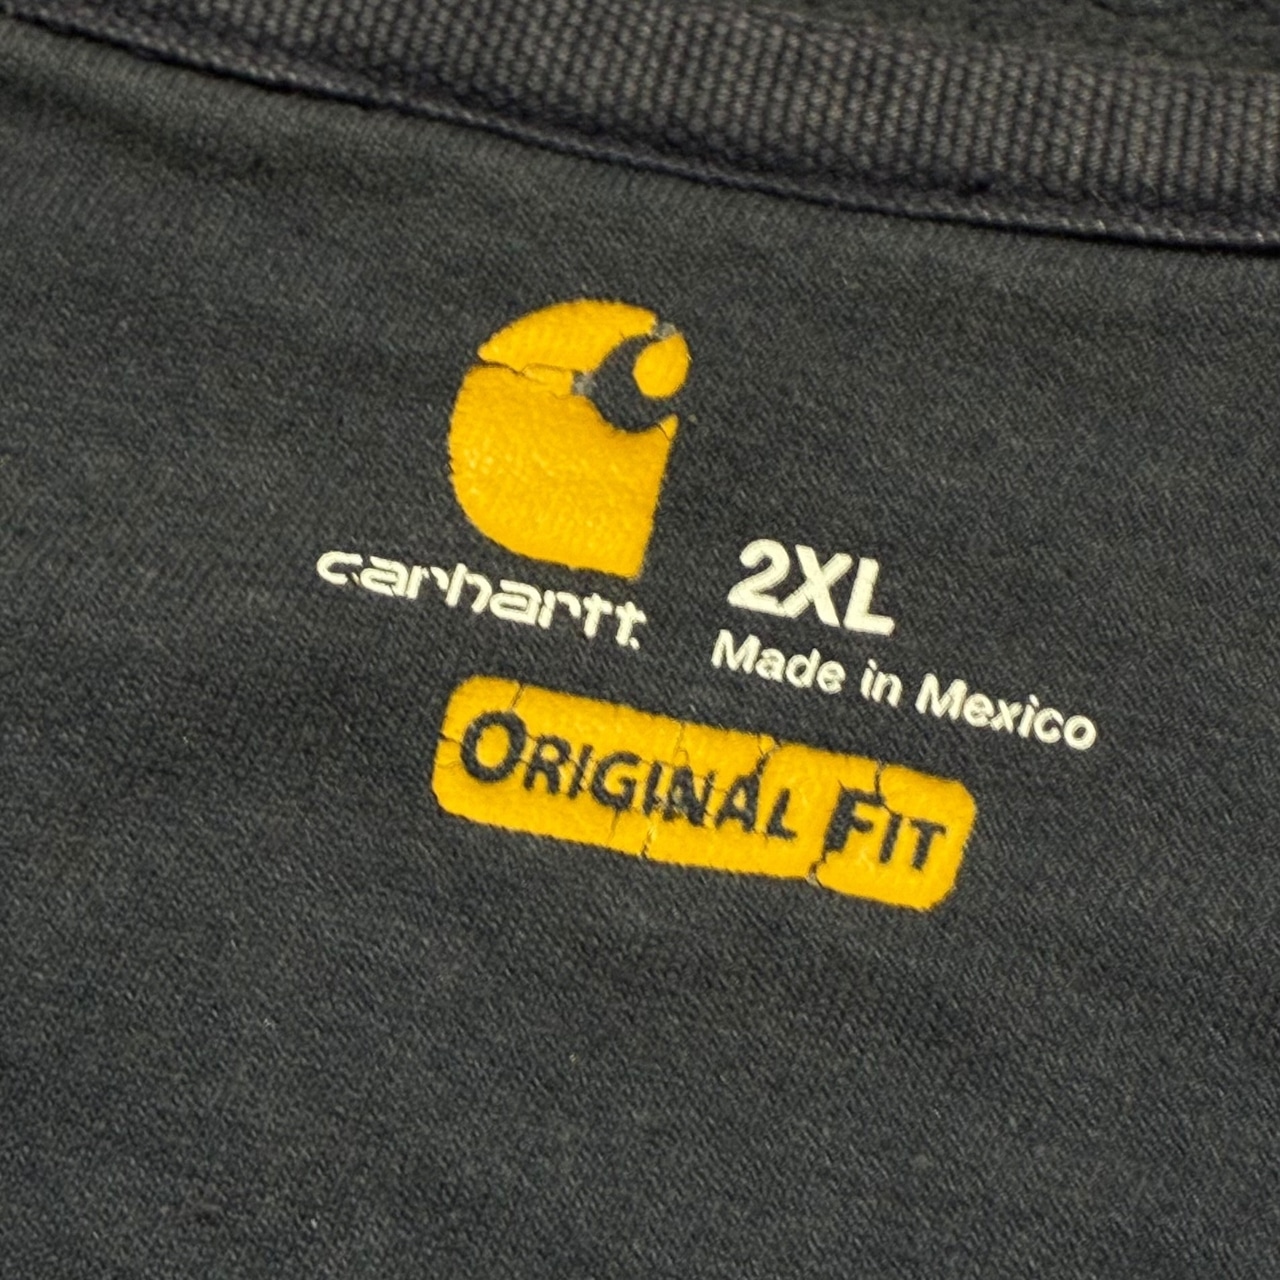 carhartt
2XL
Made in Mexico
ORIGINAL FIT